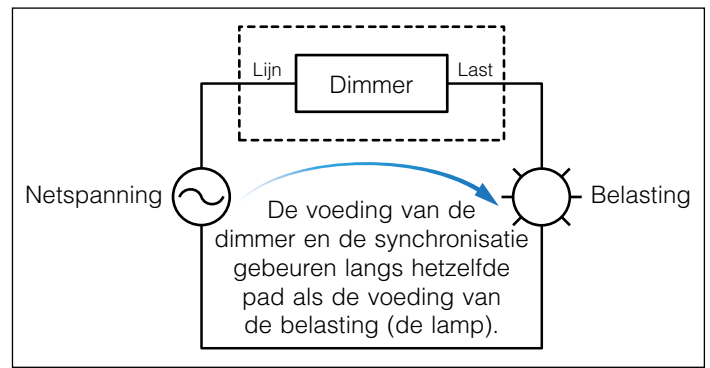 Lijn
Last
Dimmer
Netspanning
Belasting
De voeding van de
dimmer en de synchronisatie
gebeuren langs hetzelfde
pad als de voeding van
de belasting (de lamp).